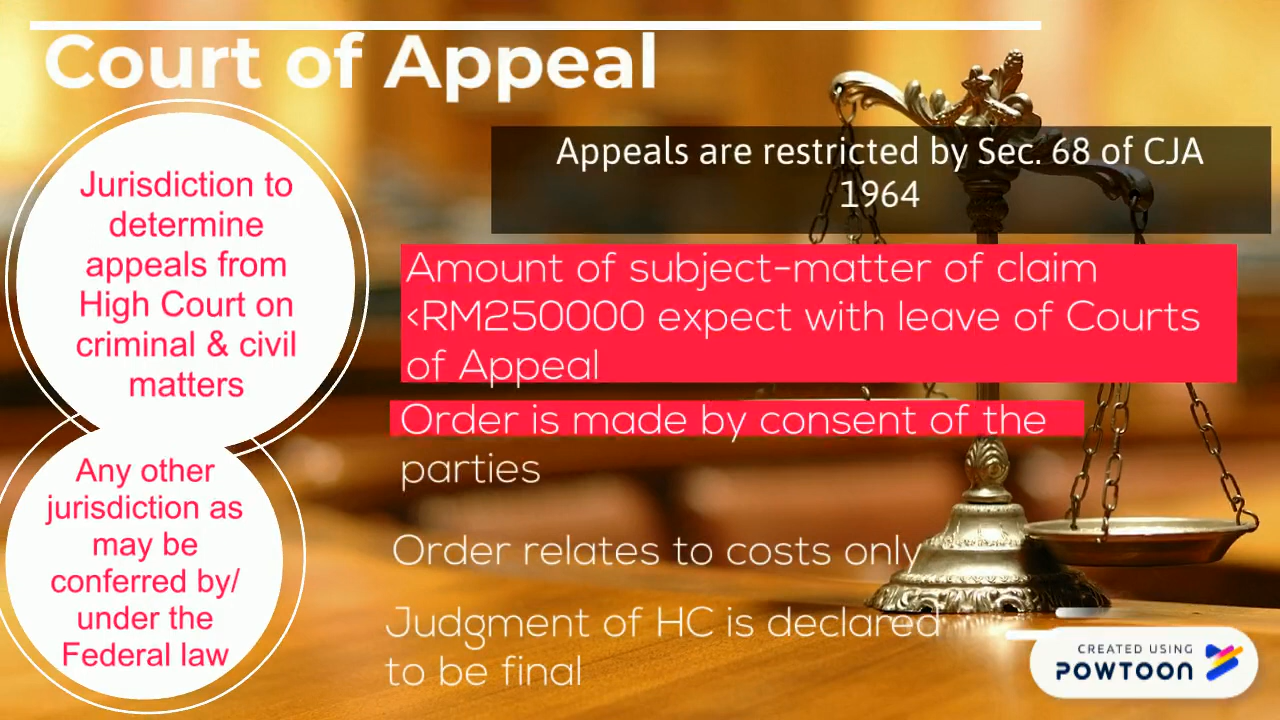 Court of Appeal
Jurisdiction to
determine
appeals from
High Court on
criminal & civil
matters
Any other
jurisdiction as
may be
conferred by/
under the
Federal law
Appeals are restricted by Sec. 68 of CJA
1964
Amount of subject-matter of claim
<RM250000 expect with leave of Courts
of Appeal
Order is made by consent of the
parties
Order relates to costs only
Judgment of HC is declared
to be final
CREATED USING
POWTOON